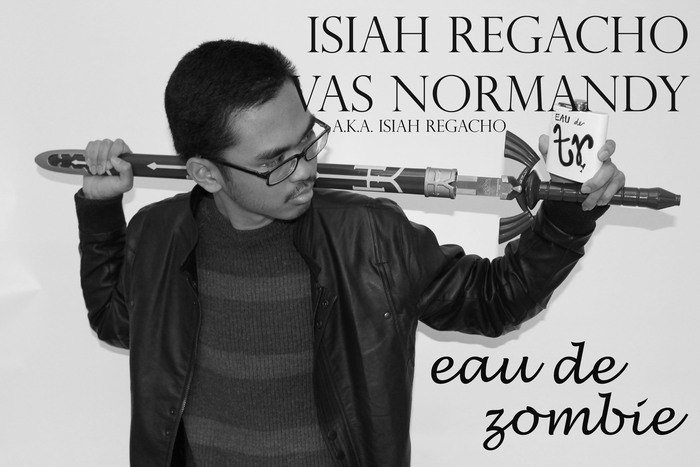 ISIAH REGACHO
VAS NORMANDY
A.K.A. ISIAH REGACHO
EAU de
tr
eau de
zombie